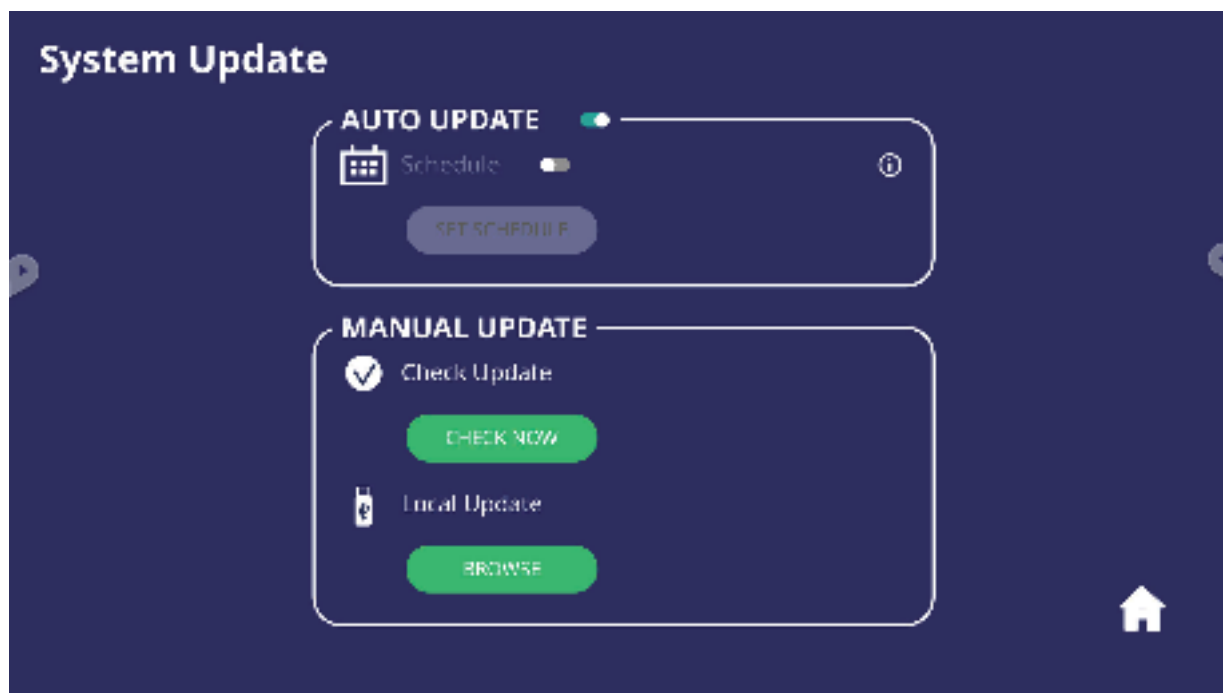 System Update
AUTO UPDATE
Schedule
SET SCHEDULE
MANUAL UPDATE
Check Update
CHECK NOW
Local Update
BROWSE